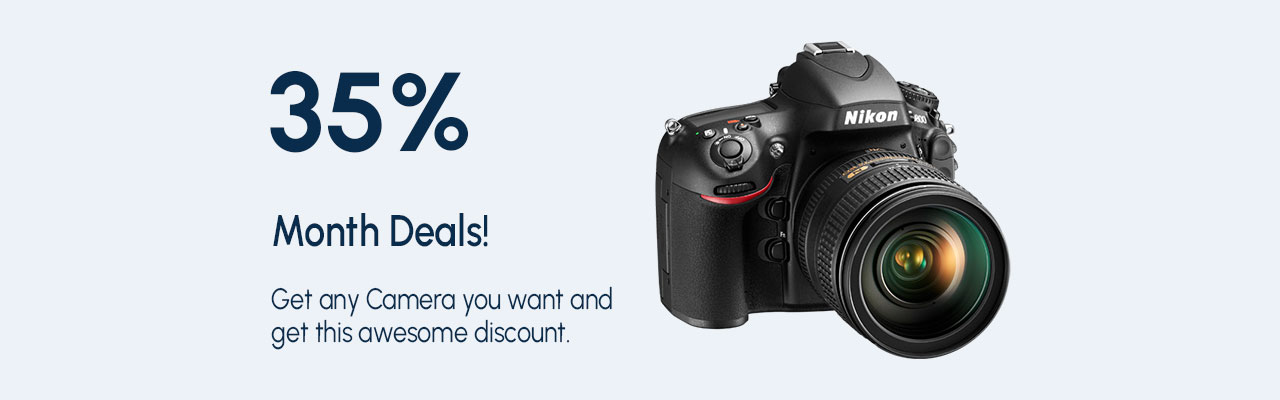 35%
Month Deals!
Get any Camera you want and
get this awesome discount.
Nikon